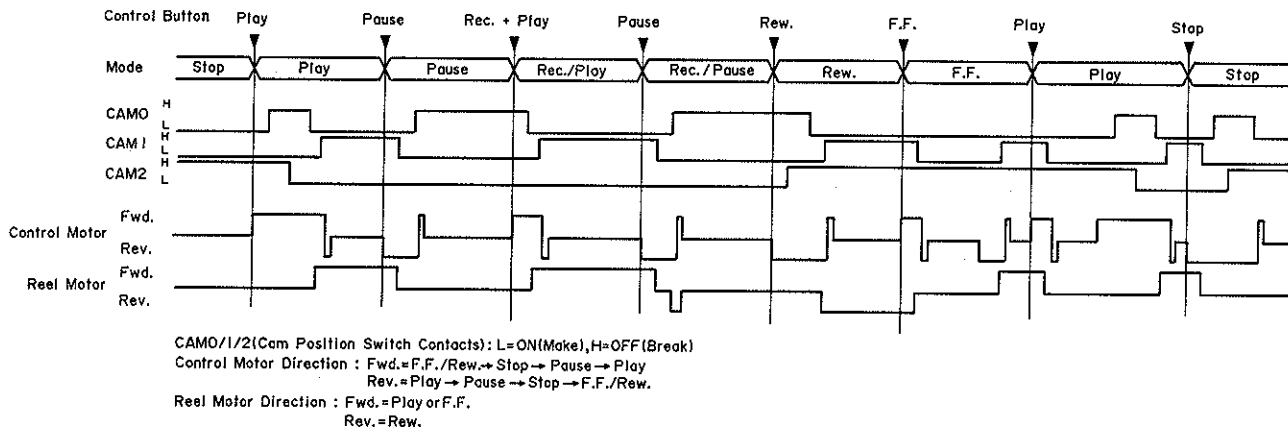 Control Button Play Pause Rec. + Play Pause Rew. F.F. Play Stop
Mode Stop Play Pause Rec./Play Rec./Pause Rew. F.F. Play Stop
CAM0 H L
CAM1 H L
CAM2 H L
Control Motor Fwd. Rev.
Reel Motor Fwd. Rev.
CAM0/1/2(Cam Position Switch Contacts): L=ON(Make),H=OFF(Break)
Control Motor Direction : Fwd.=F.F./Rew.→Stop→Pause→Play
Rev.=Play→Pause→Stop→F.F./Rew.
Reel Motor Direction : Fwd.=Play or F.F.
Rev.=Rew.